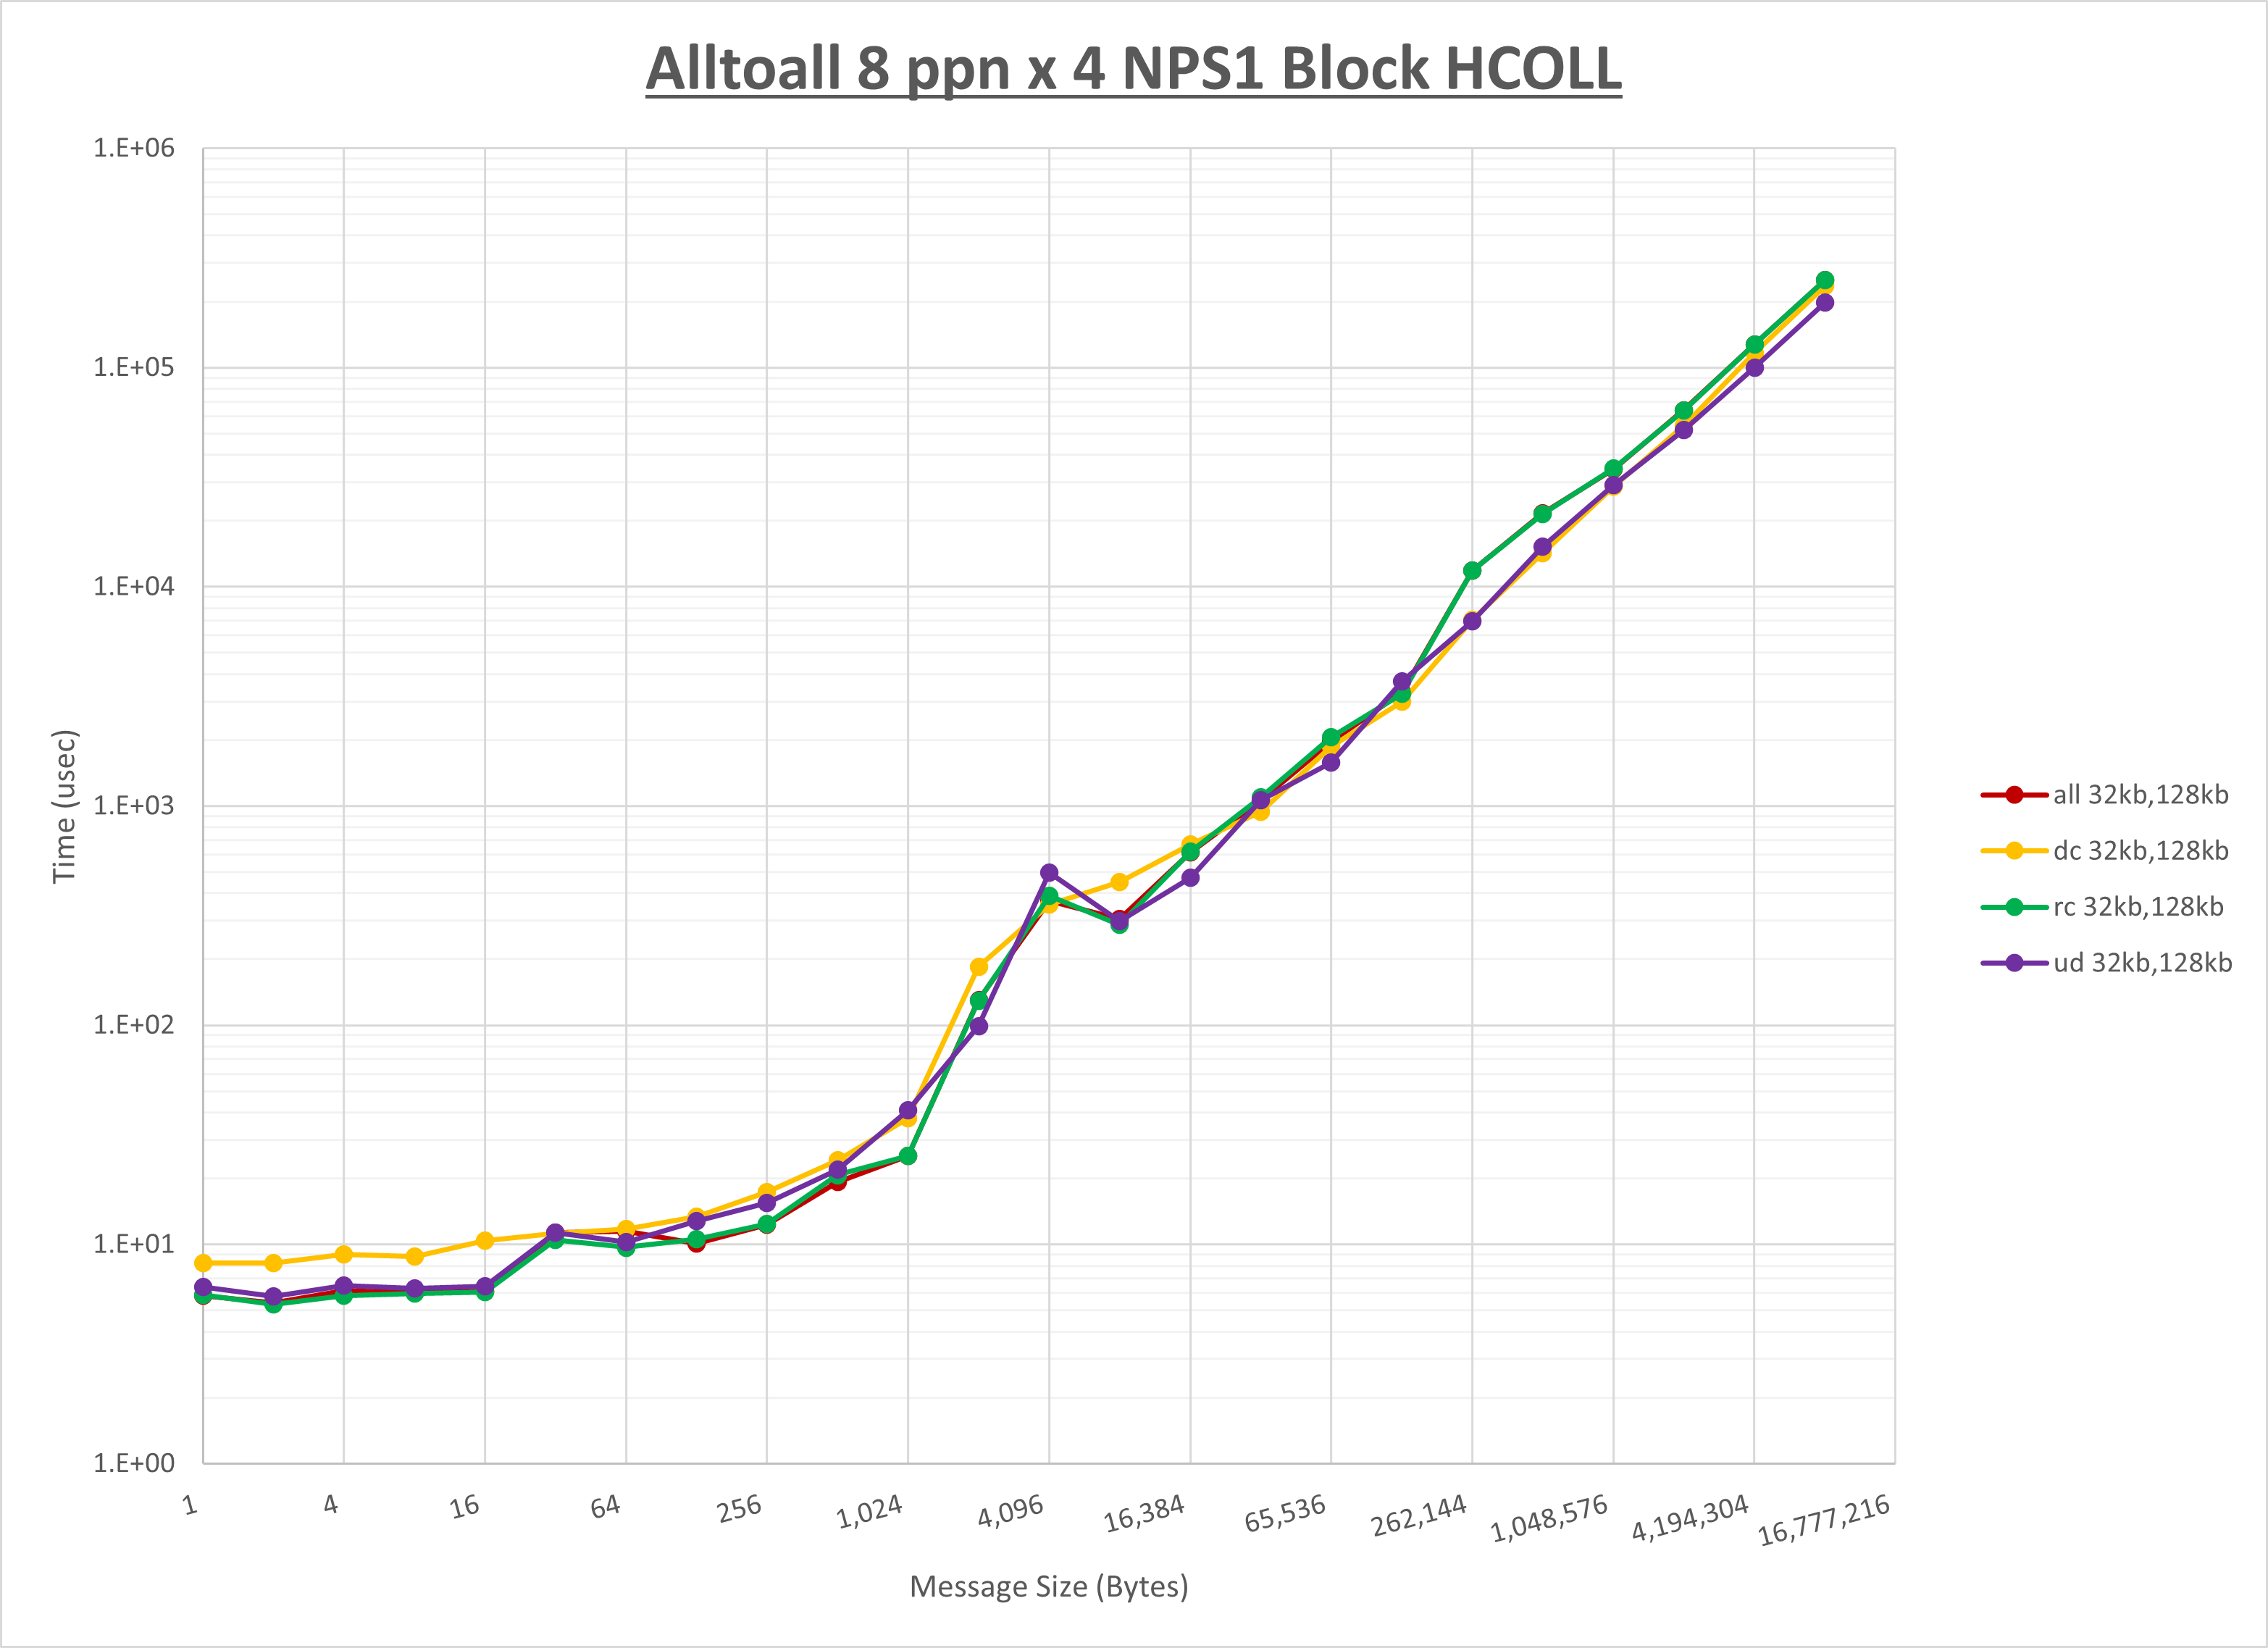 Alltoall 8 ppn x 4 NPS1 Block HCOLL
1.E+06
1.E+05
1.E+04
1.E+03
1.E+02
1.E+01
1.E+00
Time (usec)
1
4
16
64
256
1,024
4,096
16,384
65,536
262,144
1,048,576
4,194,304
16,777,216
Message Size (Bytes)
all 32kb,128kb
dc 32kb,128kb
rc 32kb,128kb
ud 32kb,128kb